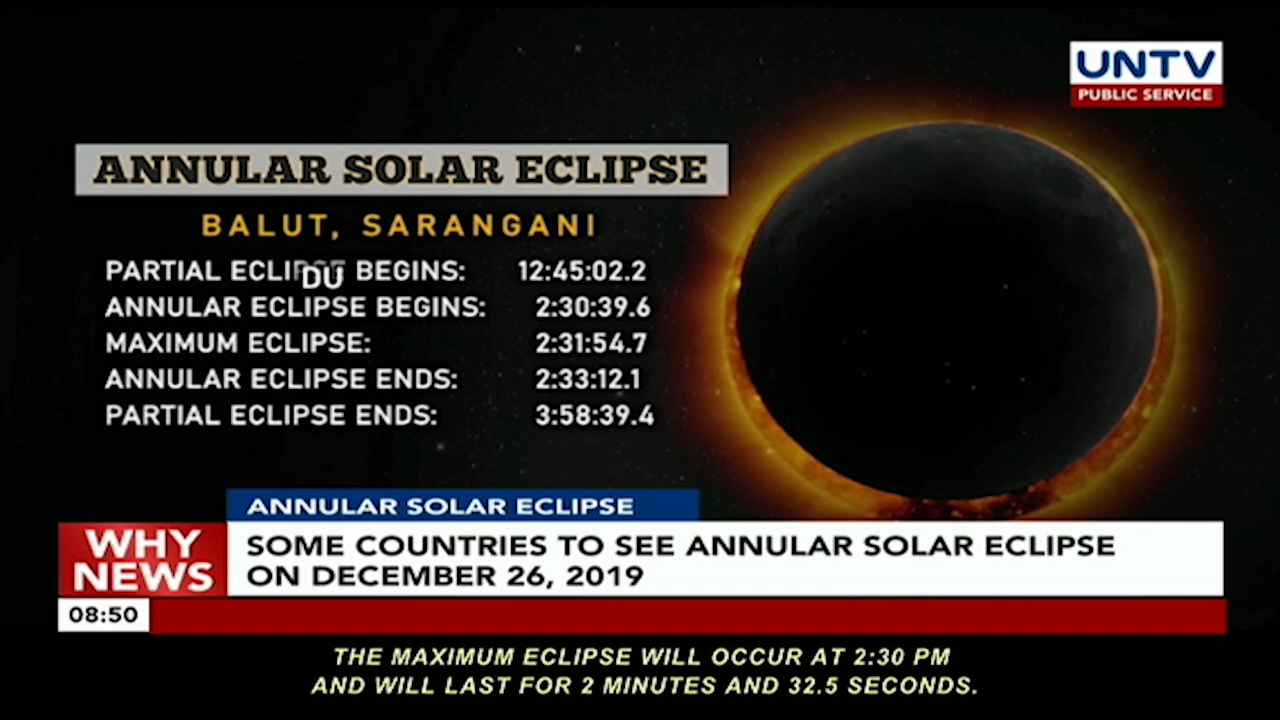 UNTV
PUBLIC SERVICE
ANNULAR SOLAR ECLIPSE
BALUT, SARANGANI
PARTIAL ECLIPSE BEGINS: 12:45:02.2
DU
ANNULAR ECLIPSE BEGINS: 2:30:39.6
MAXIMUM ECLIPSE: 2:31:54.7
ANNULAR ECLIPSE ENDS: 2:33:12.1
PARTIAL ECLIPSE ENDS: 3:58:39.4
ANNULAR SOLAR ECLIPSE
WHY
NEWS
SOME COUNTRIES TO SEE ANNULAR SOLAR ECLIPSE
ON DECEMBER 26, 2019
08:50
THE MAXIMUM ECLIPSE WILL OCCUR AT 2:30 PM
AND WILL LAST FOR 2 MINUTES AND 32.5 SECONDS.